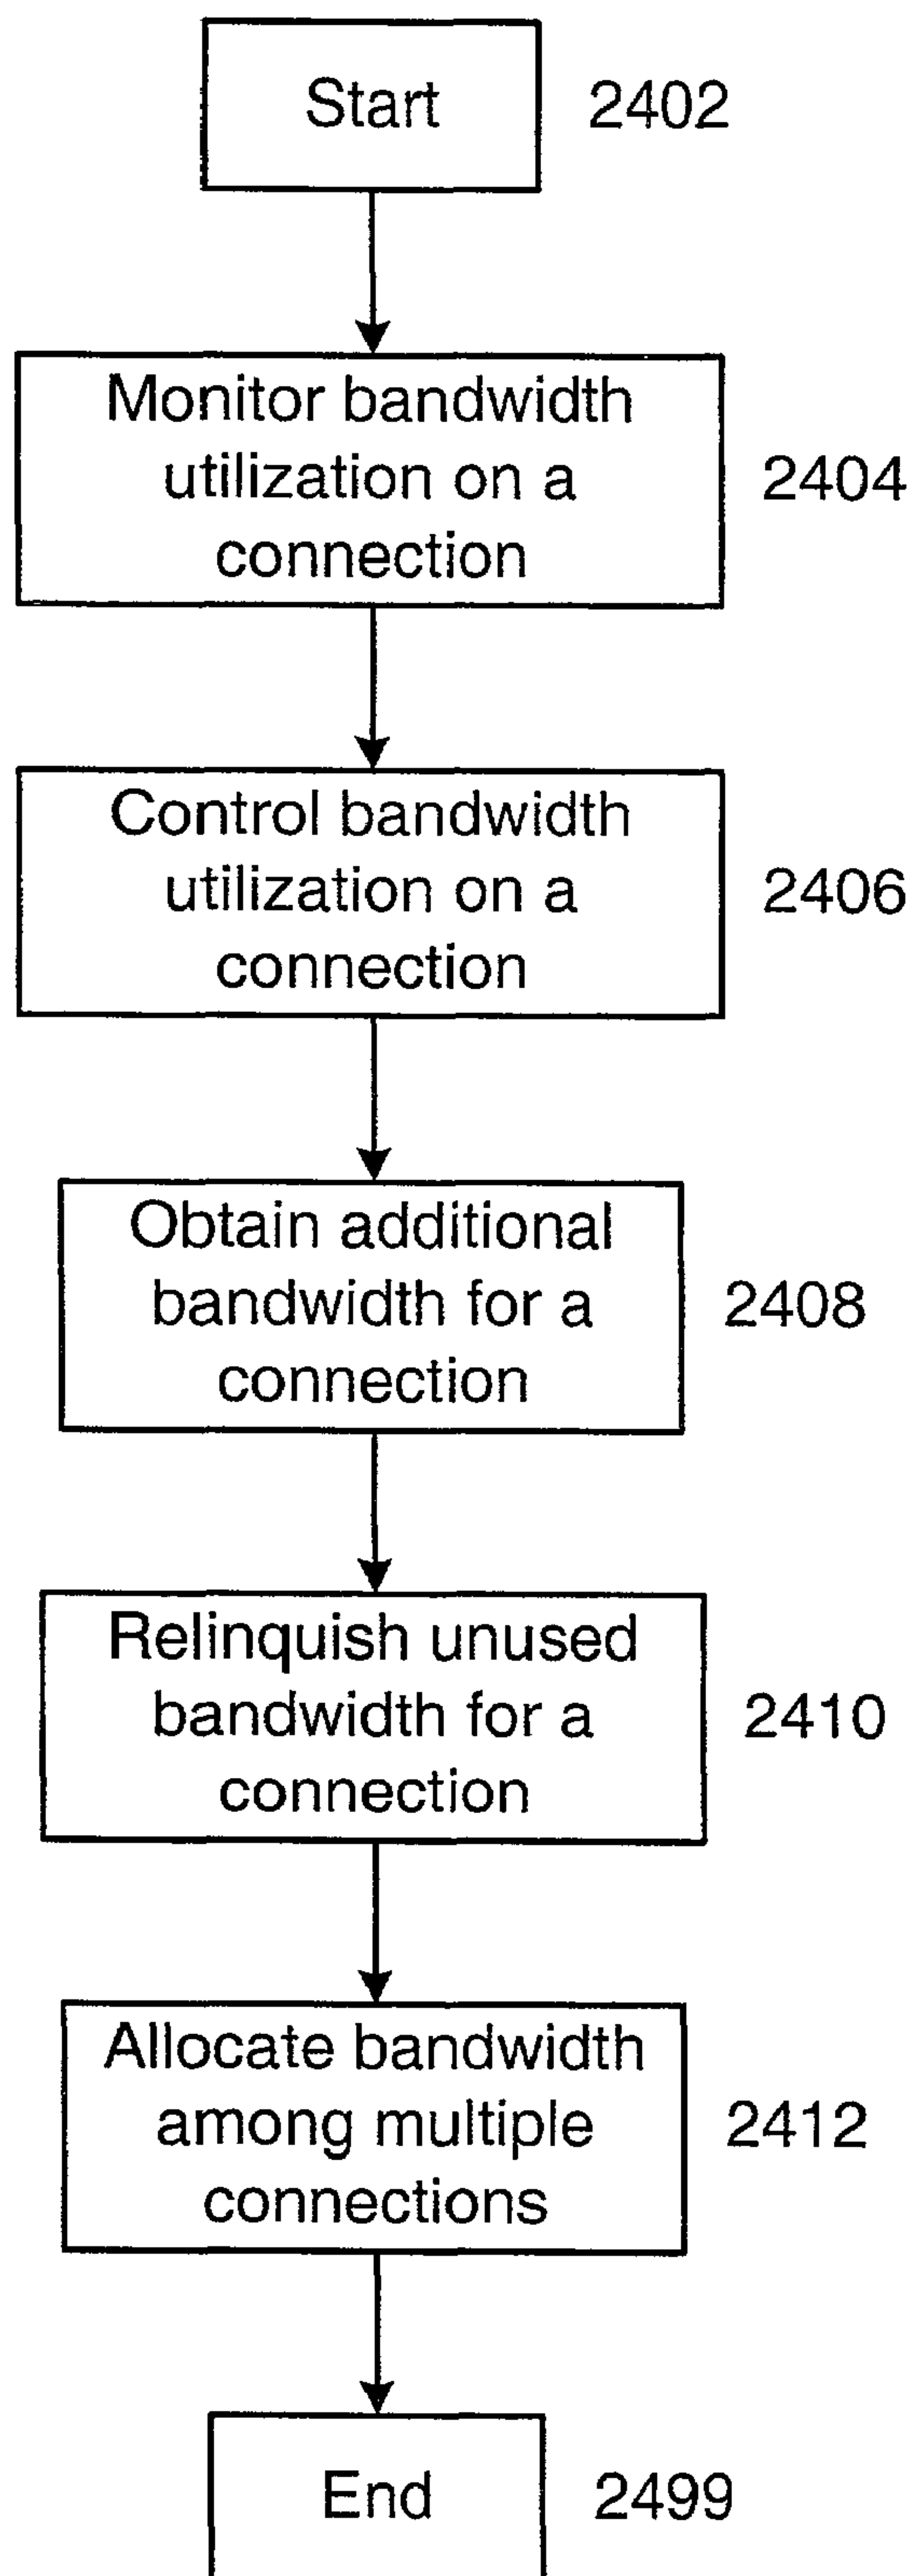 Start 2402
Monitor bandwidth
utilization on a 2404
connection
Control bandwidth
utilization on a 2406
connection
Obtain additional
bandwidth for a 2408
connection
Relinquish unused
bandwidth for a 2410
connection
Allocate bandwidth
among multiple 2412
connections
End 2499